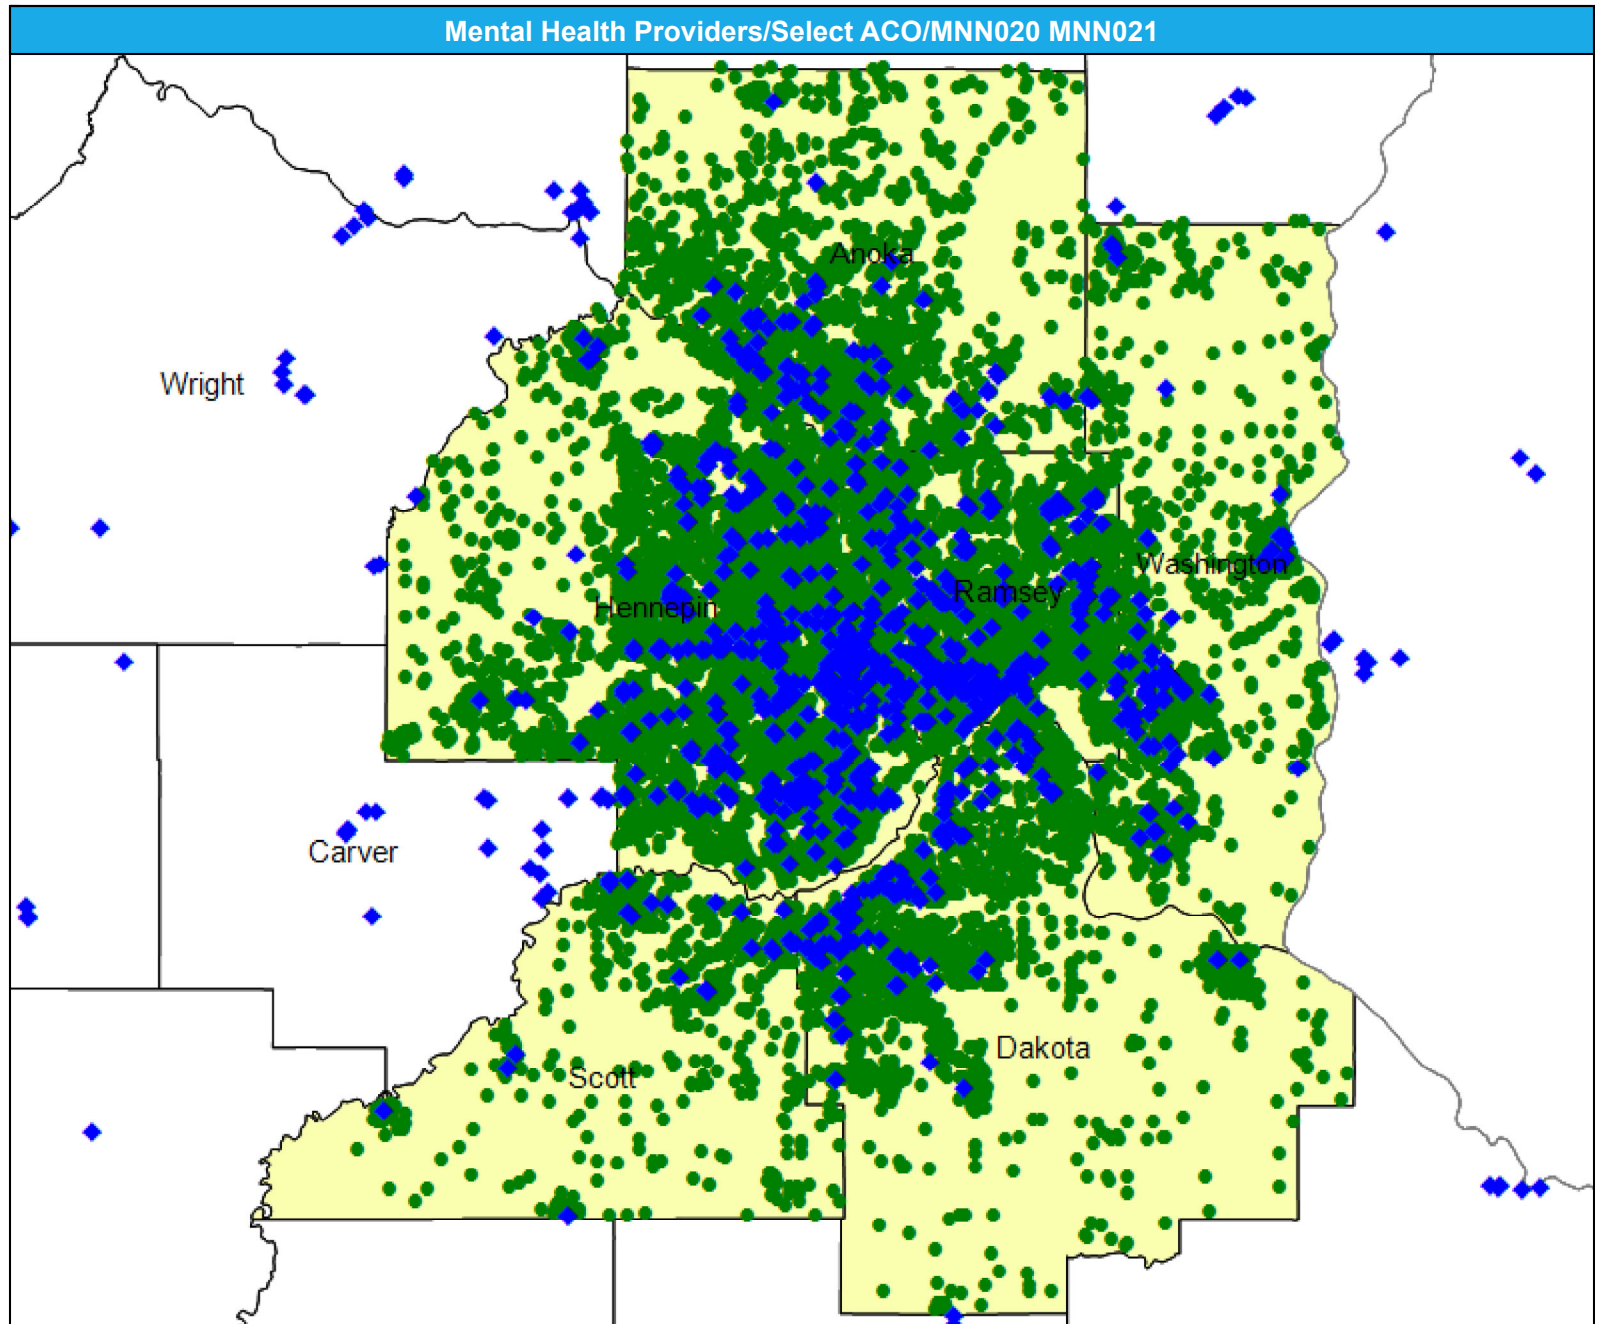 Mental Health Providers/Select ACO/MNN020 MNN021
Anoka
Wright
Washington
Ramsey
Hennepin
Carver
Dakota
Scott